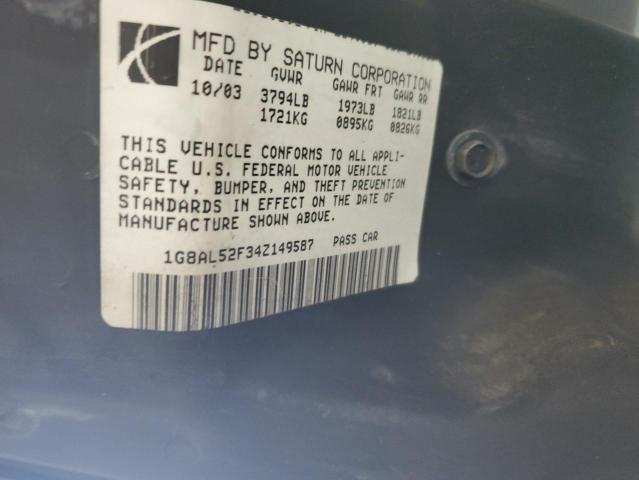 MFD BY SATURN CORPORATION
DATE GVWR GAWR FRT GAWR RR
10/03 3794LB 1973LB 1821LB
1721KG 0895KG 0826KG
THIS VEHICLE CONFORMS TO ALL APPLI-
CABLE U.S. FEDERAL MOTOR VEHICLE
SAFETY, BUMPER, AND THEFT PREVENTION
STANDARDS IN EFFECT ON THE DATE OF
MANUFACTURE SHOWN ABOVE.
1G8AL52F34Z149587 PASS CAR